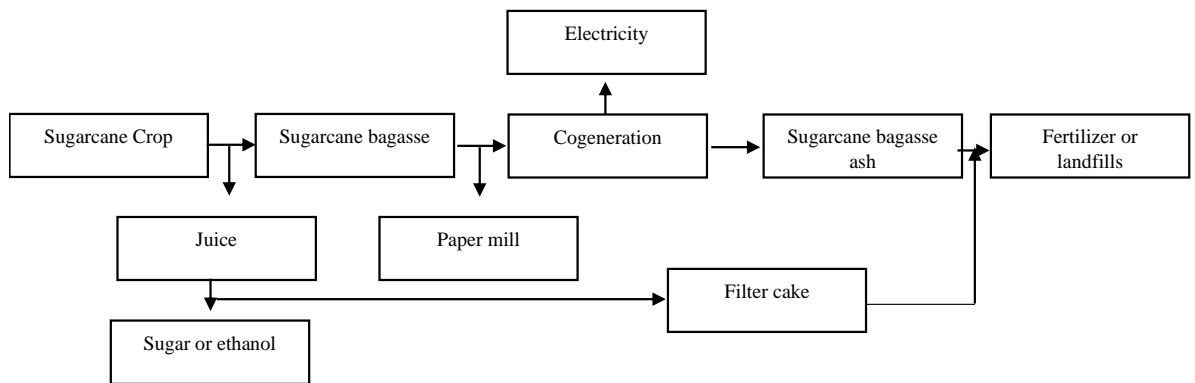 Electricity
Sugarcane Crop
Sugarcane bagasse
Cogeneration
Sugarcane bagasse
ash
Fertilizer or
landfills
Juice
Paper mill
Filter cake
Sugar or ethanol